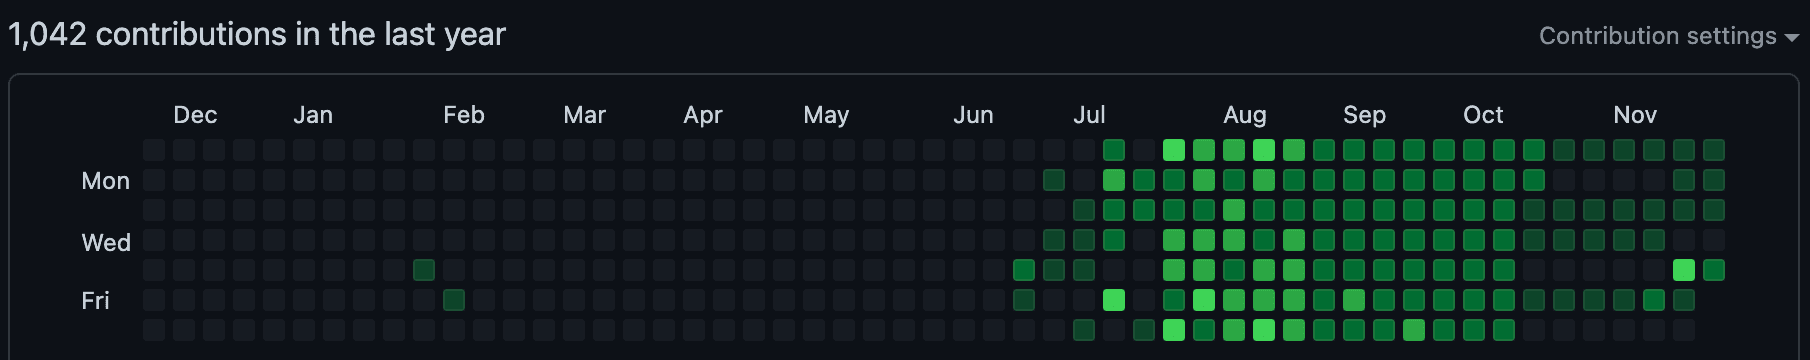 1,042 contributions in the last year
Contribution settings
Dec Jan Feb Mar Apr May Jun Jul Aug Sep Oct Nov
Mon
Wed
Fri